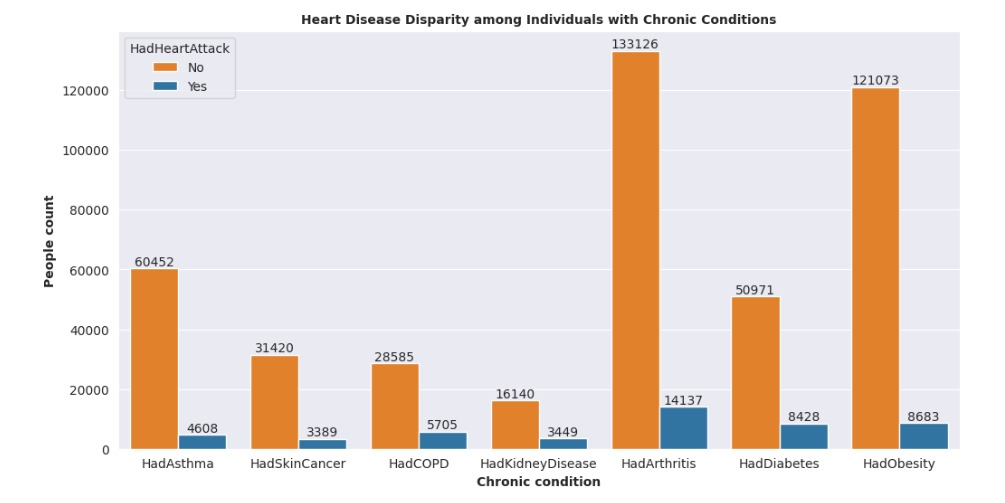 Heart Disease Disparity among Individuals with Chronic Conditions
HadHeartAttack
No
Yes
People count
120000
100000
80000
60000
40000
20000
0
60452
4608
31420
3389
28585
5705
16140
3449
133126
14137
50971
8428
121073
8683
HadAsthma
HadSkinCancer
HadCOPD
HadKidneyDisease
HadArthritis
HadDiabetes
HadObesity
Chronic condition